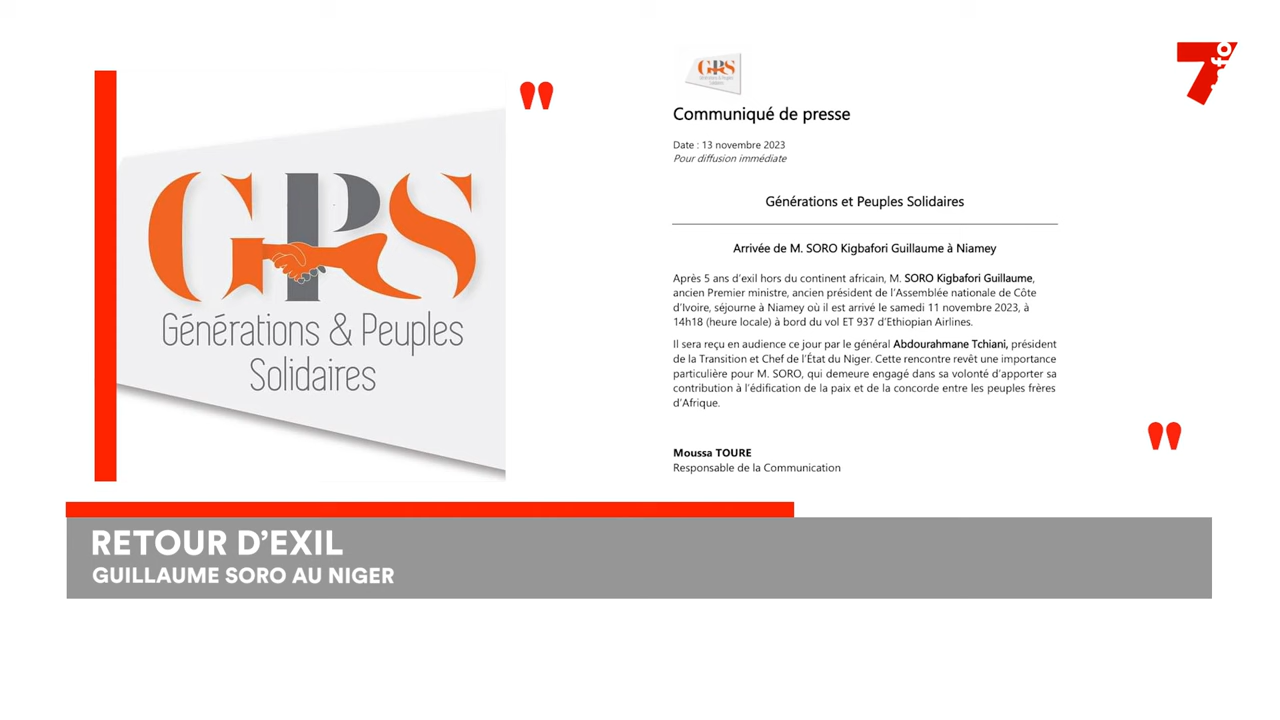 GPS
Générations & Peuples
Solidaires
"
7
fo
GPS
Communiqué de presse
Date : 13 novembre 2023
Pour diffusion immédiate
Générations et Peuples Solidaires
Arrivée de M. SORO Kigbafori Guillaume à Niamey
Après 5 ans d'exil hors du continent africain, M. SORO Kigbafori Guillaume,
ancien Premier ministre, ancien président de l'Assemblée nationale de Côte
d'Ivoire, séjourne à Niamey où il est arrivé le samedi 11 novembre 2023, à
14h18 (heure locale) à bord du vol ET 937 d'Ethiopian Airlines.
Il sera reçu en audience ce jour par le général Abdourahmane Tchiani, président
de la Transition et Chef de l'État du Niger. Cette rencontre revêt une importance
particulière pour M. SORO, qui demeure engagé dans sa volonté d'apporter sa
contribution à l'édification de la paix et de la concorde entre les peuples frères
d'Afrique.
Moussa TOURE
Responsable de la Communication
"
RETOUR D'EXIL
GUILLAUME SORO AU NIGER